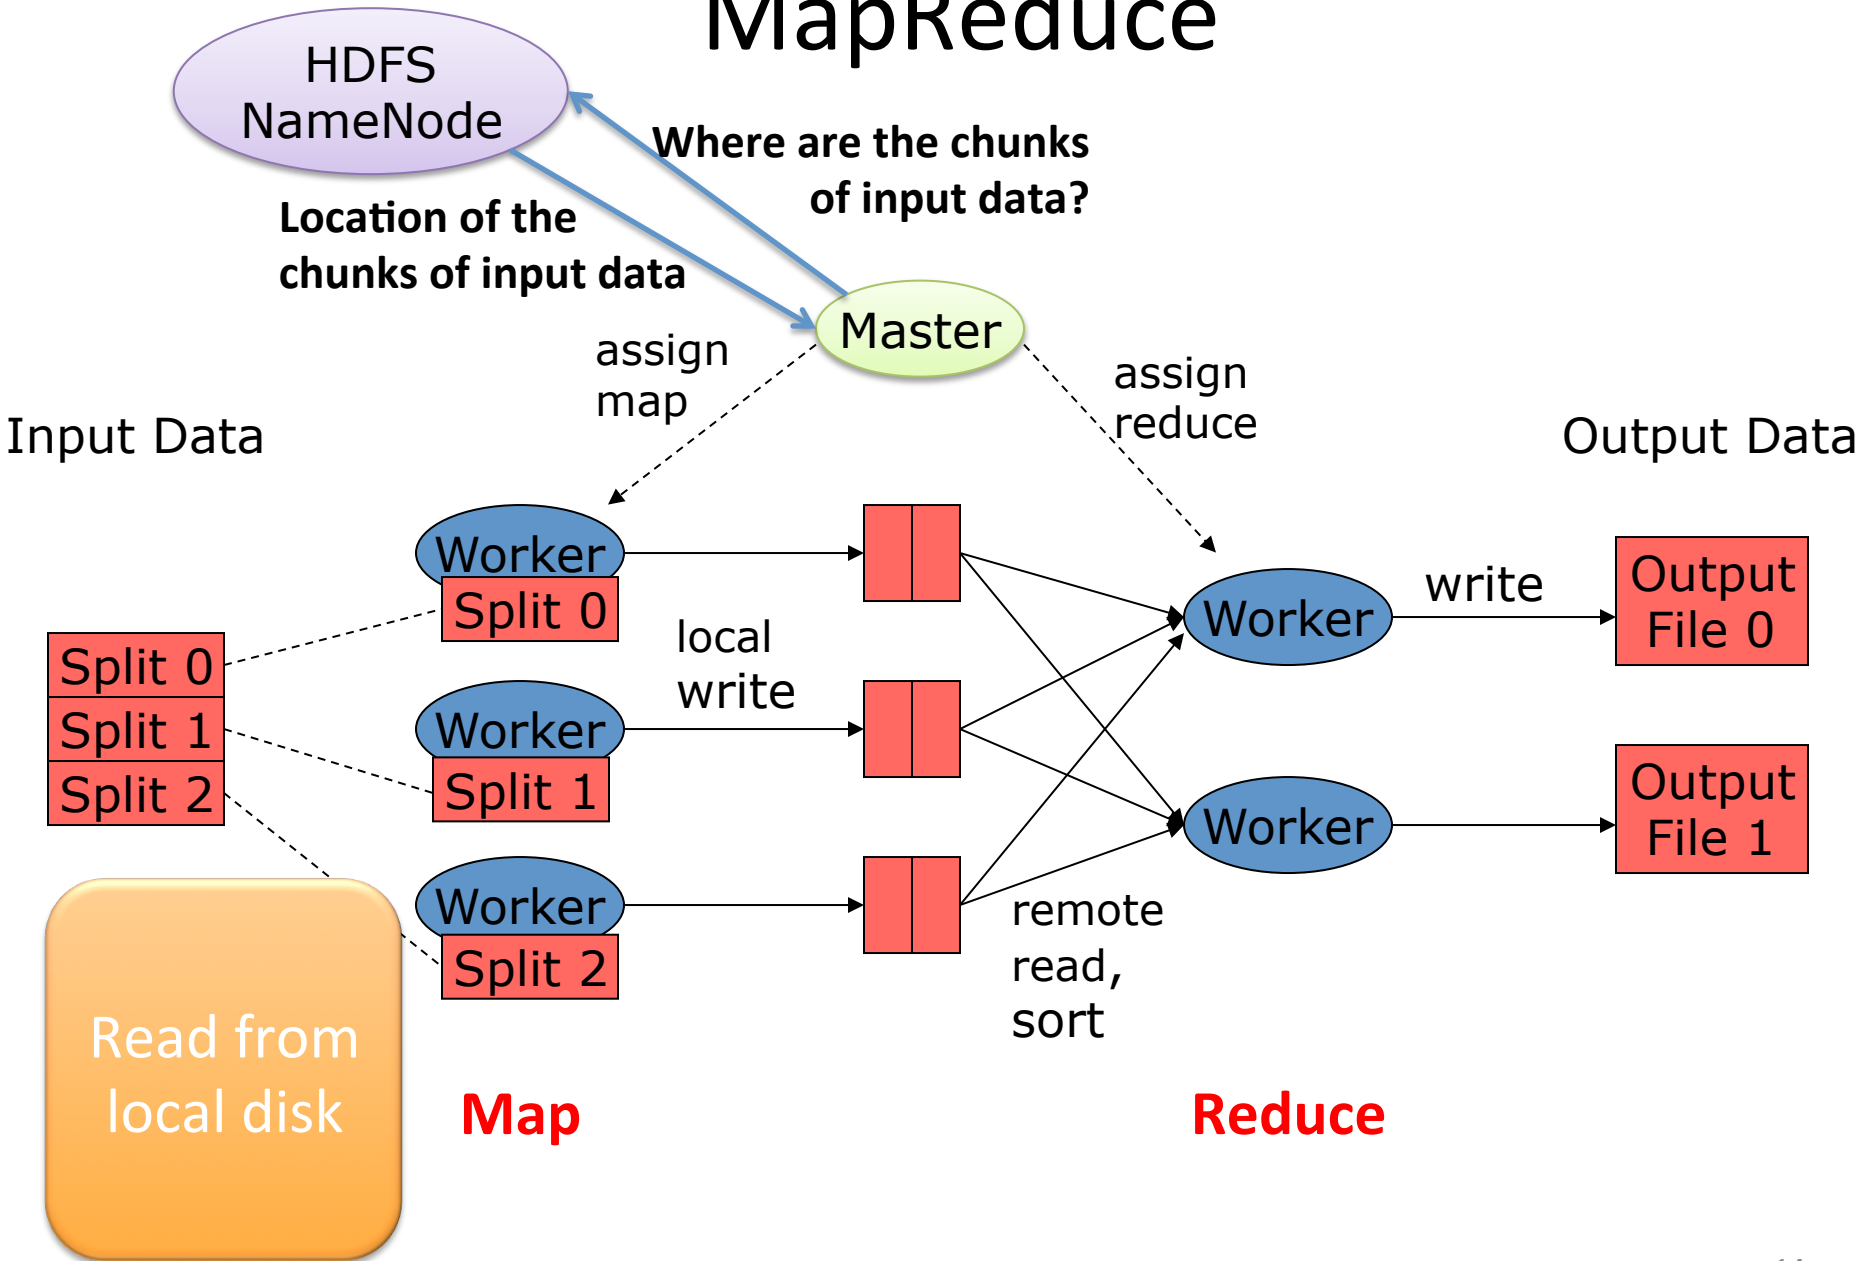 MapReduce
HDFS
NameNode
Where are the chunks
of input data?
Location of the
chunks of input data
Master
assign
map
assign
reduce
Input Data
Output Data
Worker
Split 0
Worker
Split 1
Worker
Split 2
Split 0
Split 1
Split 2
local
write
Worker
Worker
write
Output
File 0
Output
File 1
remote
read,
sort
Read from
local disk
Map
Reduce